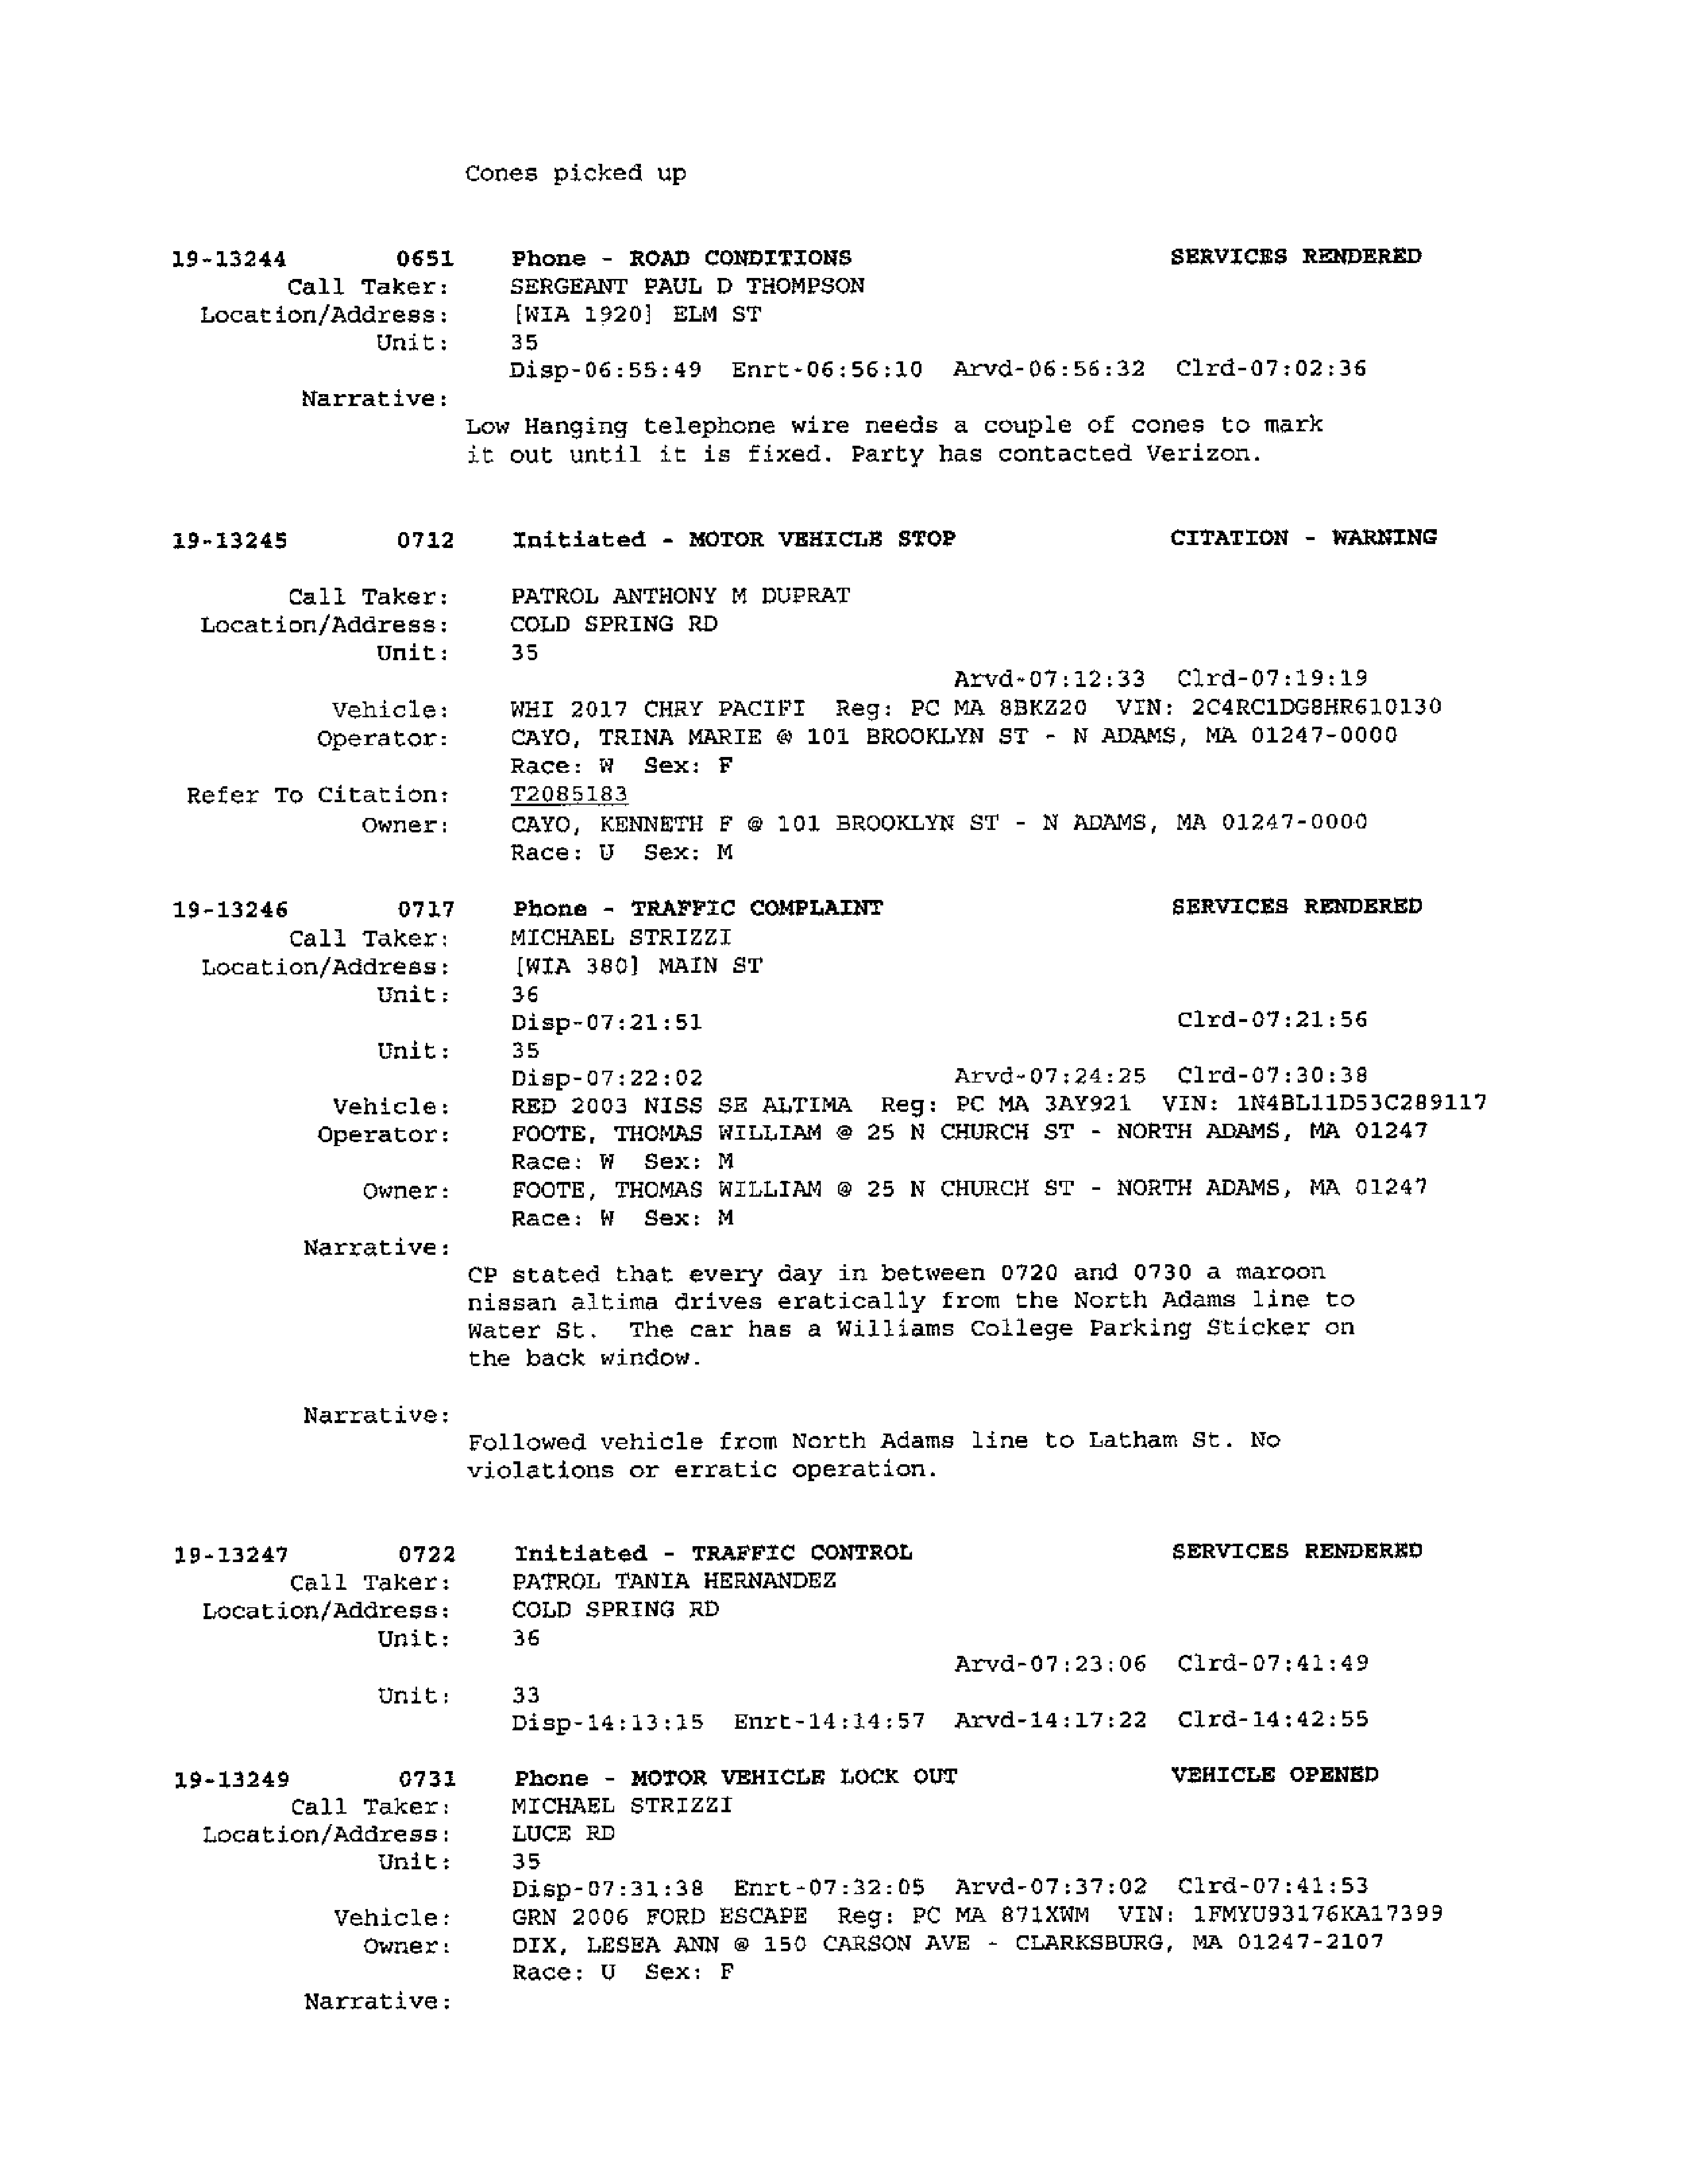 Cones picked up
19-13244 0651 Phone - ROAD CONDITIONS SERVICES RENDERED
Call Taker: SERGEANT PAUL D THOMPSON
Location/Address: [WIA 1920] ELM ST
Unit: 35
Disp-06:55:49 Enrt-06:56:10 Arvd-06:56:32 Clrd-07:02:36
Narrative:
Low Hanging telephone wire needs a couple of cones to mark
it out until it is fixed. Party has contacted Verizon.
19-13245 0712 Initiated - MOTOR VEHICLE STOP CITATION - WARNING
Call Taker: PATROL ANTHONY M DUPRAT
Location/Address: COLD SPRING RD
Unit: 35
Arvd-07:12:33 Clrd-07:19:19
Vehicle: WHI 2017 CHRY PACIFI Reg: PC MA 8BKZ20 VIN: 2C4RC1DG8HR610130
Operator: CAYO, TRINA MARIE @ 101 BROOKLYN ST - N ADAMS, MA 01247-0000
Race: W Sex: F
Refer To Citation: T2085183
Owner: CAYO, KENNETH F @ 101 BROOKLYN ST - N ADAMS, MA 01247-0000
Race: U Sex: M
19-13246 0717 Phone - TRAFFIC COMPLAINT SERVICES RENDERED
Call Taker: MICHAEL STRIZZI
Location/Address: [WIA 380] MAIN ST
Unit: 36
Disp-07:21:51 Clrd-07:21:56
Unit: 35
Disp-07:22:02 Arvd-07:24:25 Clrd-07:30:38
Vehicle: RED 2003 NISS SE ALTIMA Reg: PC MA 3AY921 VIN: 1N4BL11D53C289117
Operator: FOOTE, THOMAS WILLIAM @ 25 N CHURCH ST - NORTH ADAMS, MA 01247
Race: W Sex: M
Owner: FOOTE, THOMAS WILLIAM @ 25 N CHURCH ST - NORTH ADAMS, MA 01247
Race: W Sex: M
Narrative:
CP stated that every day in between 0720 and 0730 a maroon
nissan altima drives eratically from the North Adams line to
Water St. The car has a Williams College Parking Sticker on
the back window.
Narrative:
Followed vehicle from North Adams line to Latham St. No
violations or erratic operation.
19-13247 0722 Initiated - TRAFFIC CONTROL SERVICES RENDERED
Call Taker: PATROL TANIA HERNANDEZ
Location/Address: COLD SPRING RD
Unit: 36
Arvd-07:23:06 Clrd-07:41:49
Unit: 33
Disp-14:13:15 Enrt-14:14:57 Arvd-14:17:22 Clrd-14:42:55
19-13249 0731 Phone - MOTOR VEHICLE LOCK OUT VEHICLE OPENED
Call Taker: MICHAEL STRIZZI
Location/Address: LUCE RD
Unit: 35
Disp-07:31:38 Enrt-07:32:05 Arvd-07:37:02 Clrd-07:41:53
Vehicle: GRN 2006 FORD ESCAPE Reg: PC MA 871XWM VIN: 1FMYU93176KA17399
Owner: DIX, LESEA ANN @ 150 CARSON AVE - CLARKSBURG, MA 01247-2107
Race: U Sex: F
Narrative: